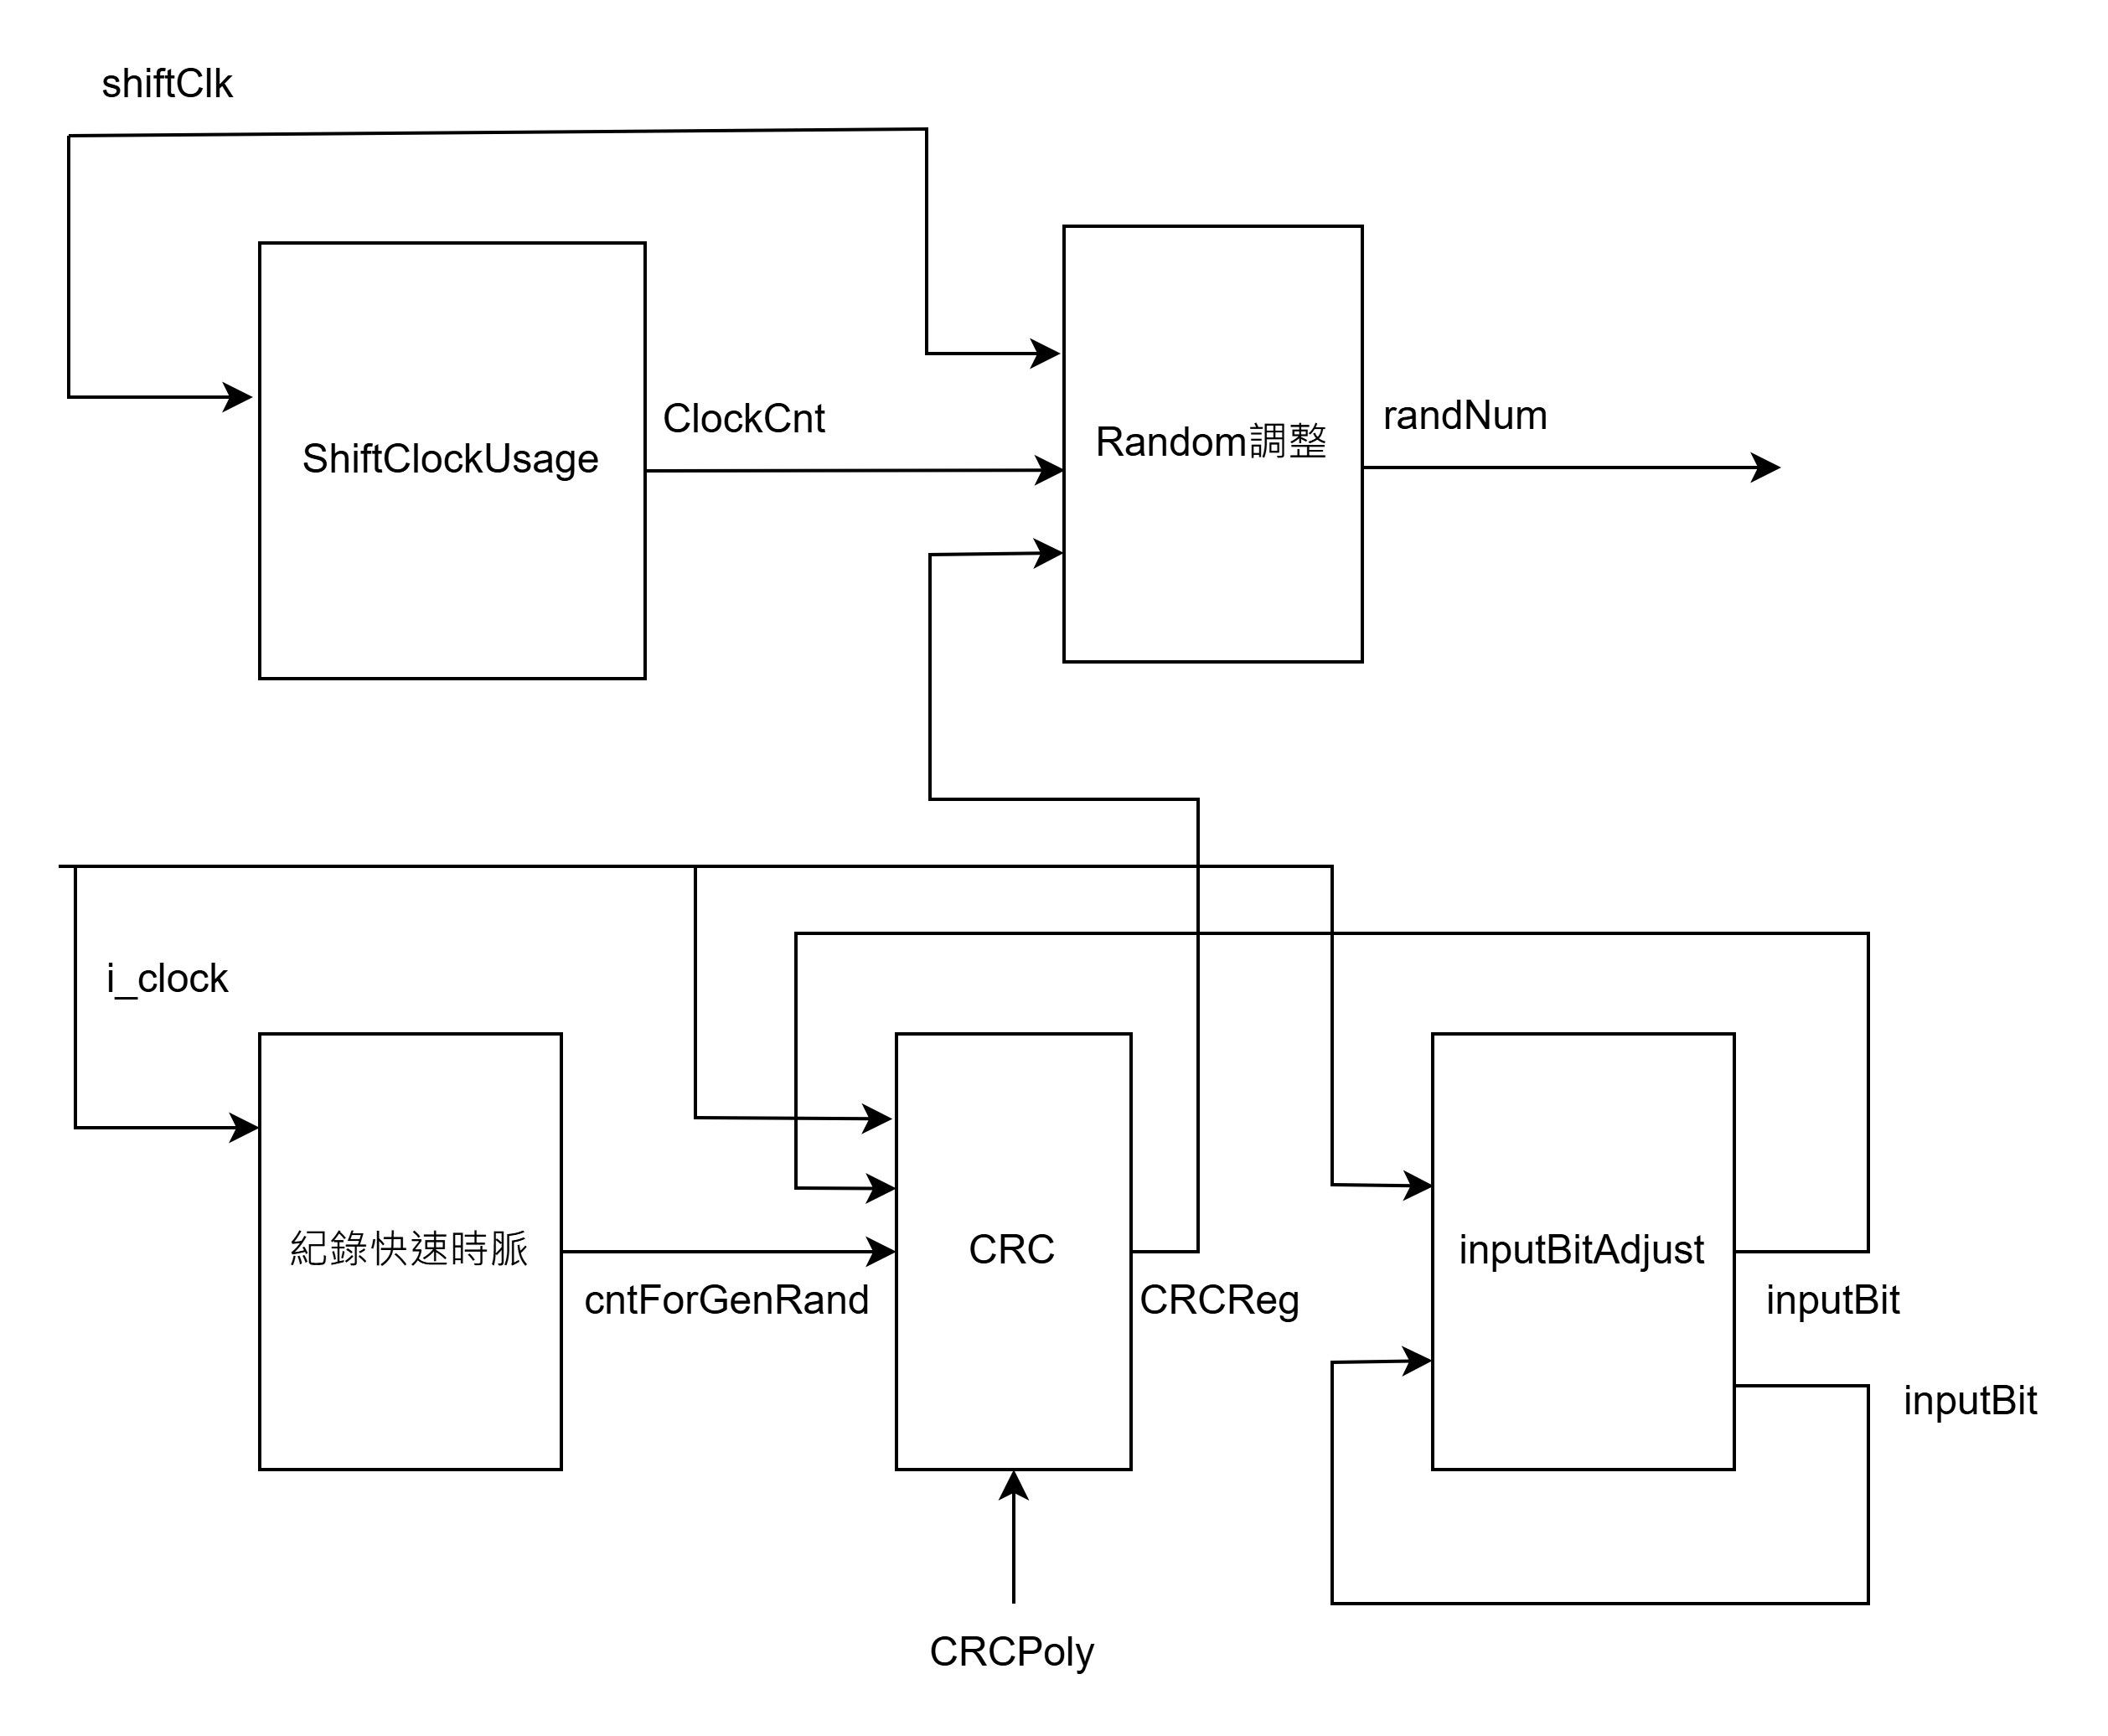 shiftClk
ShiftClockUsage
ClockCnt
Random調整
randNum
i_clock
紀錄快速時脈
cntForGenRand
CRC
CRCReg
inputBitAdjust
inputBit
inputBit
CRCPoly